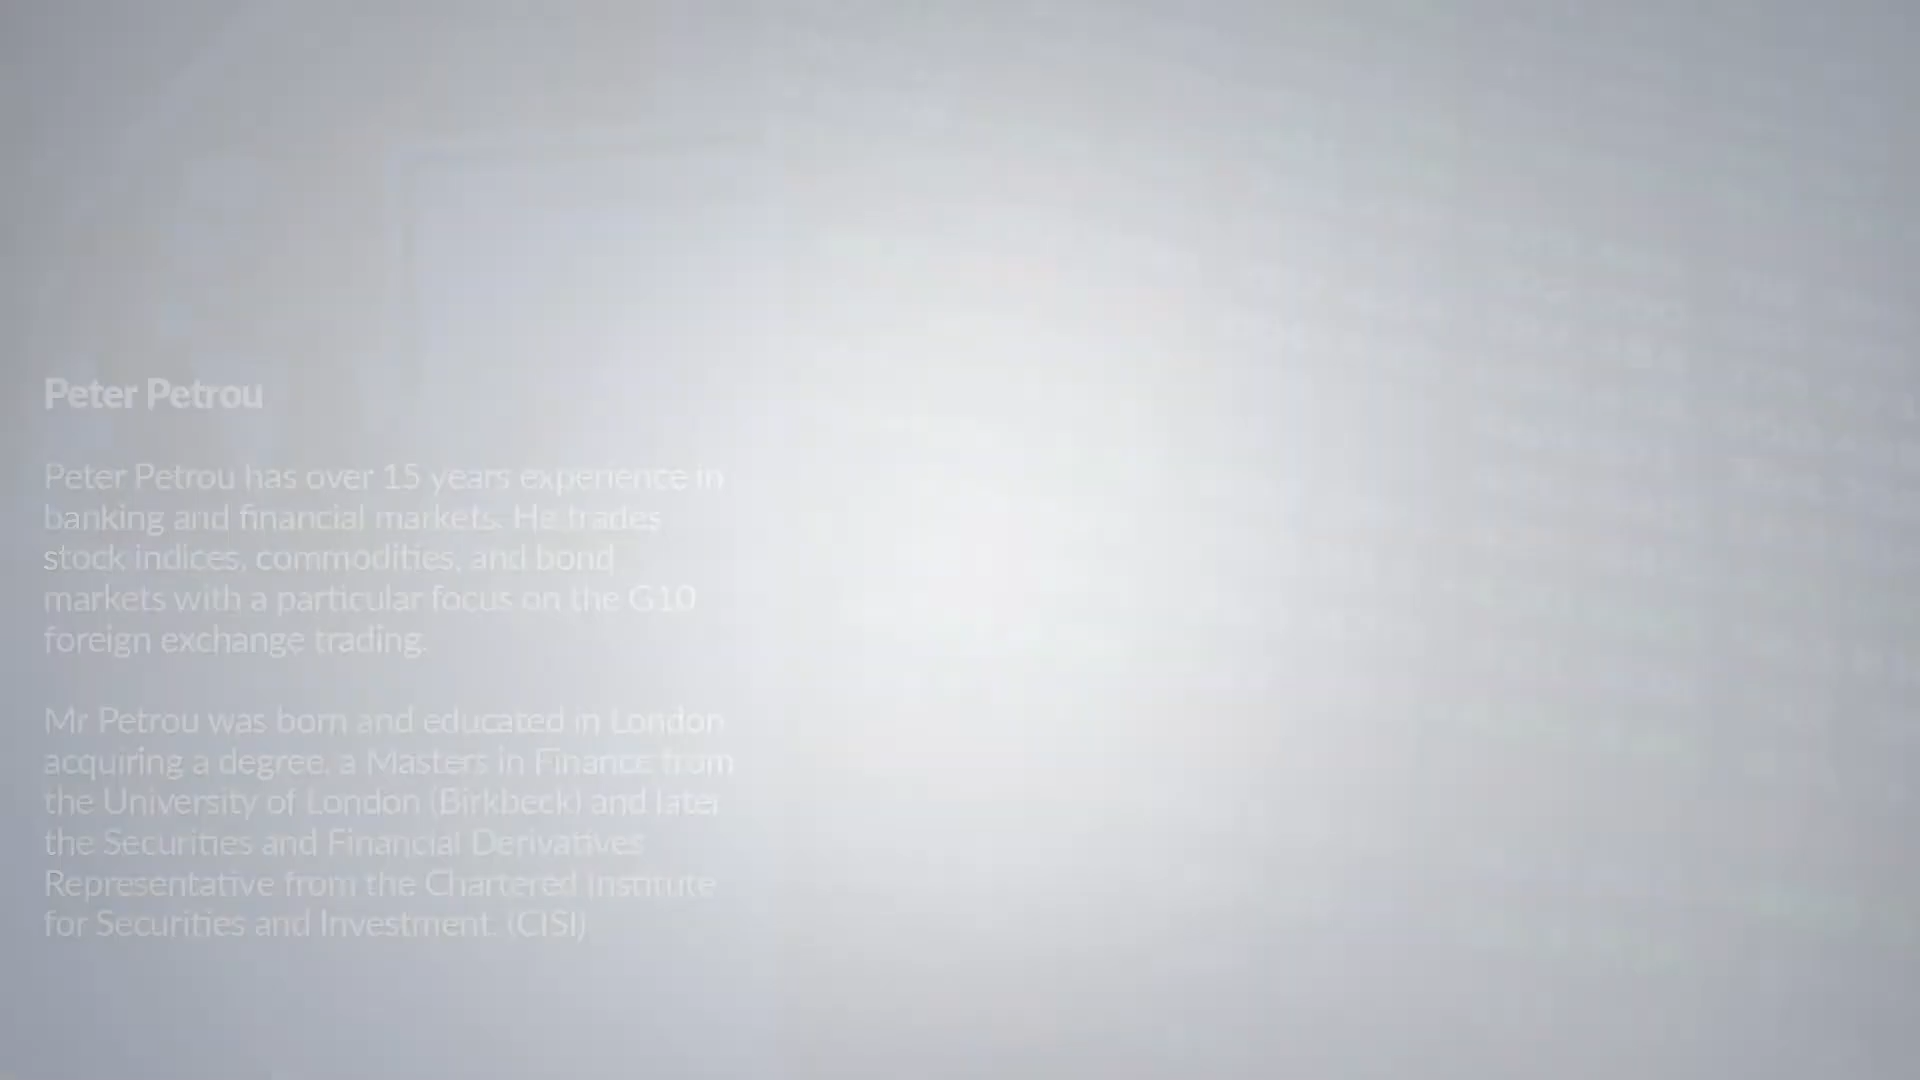 Peter Petrou
Peter Petrou has over 15 years experience in
banking and financial markets. He trades
stock indices, commodities, and bond
markets with a particular focus on the G10
foreign exchange trading.
Mr Petrou was born and educated in London
acquiring a degree, a Masters in Finance from
the University of London (Birkbeck) and later
the Securities and Financial Derivatives
Representative from the Chartered Institute
for Securities and Investment. (CISI)